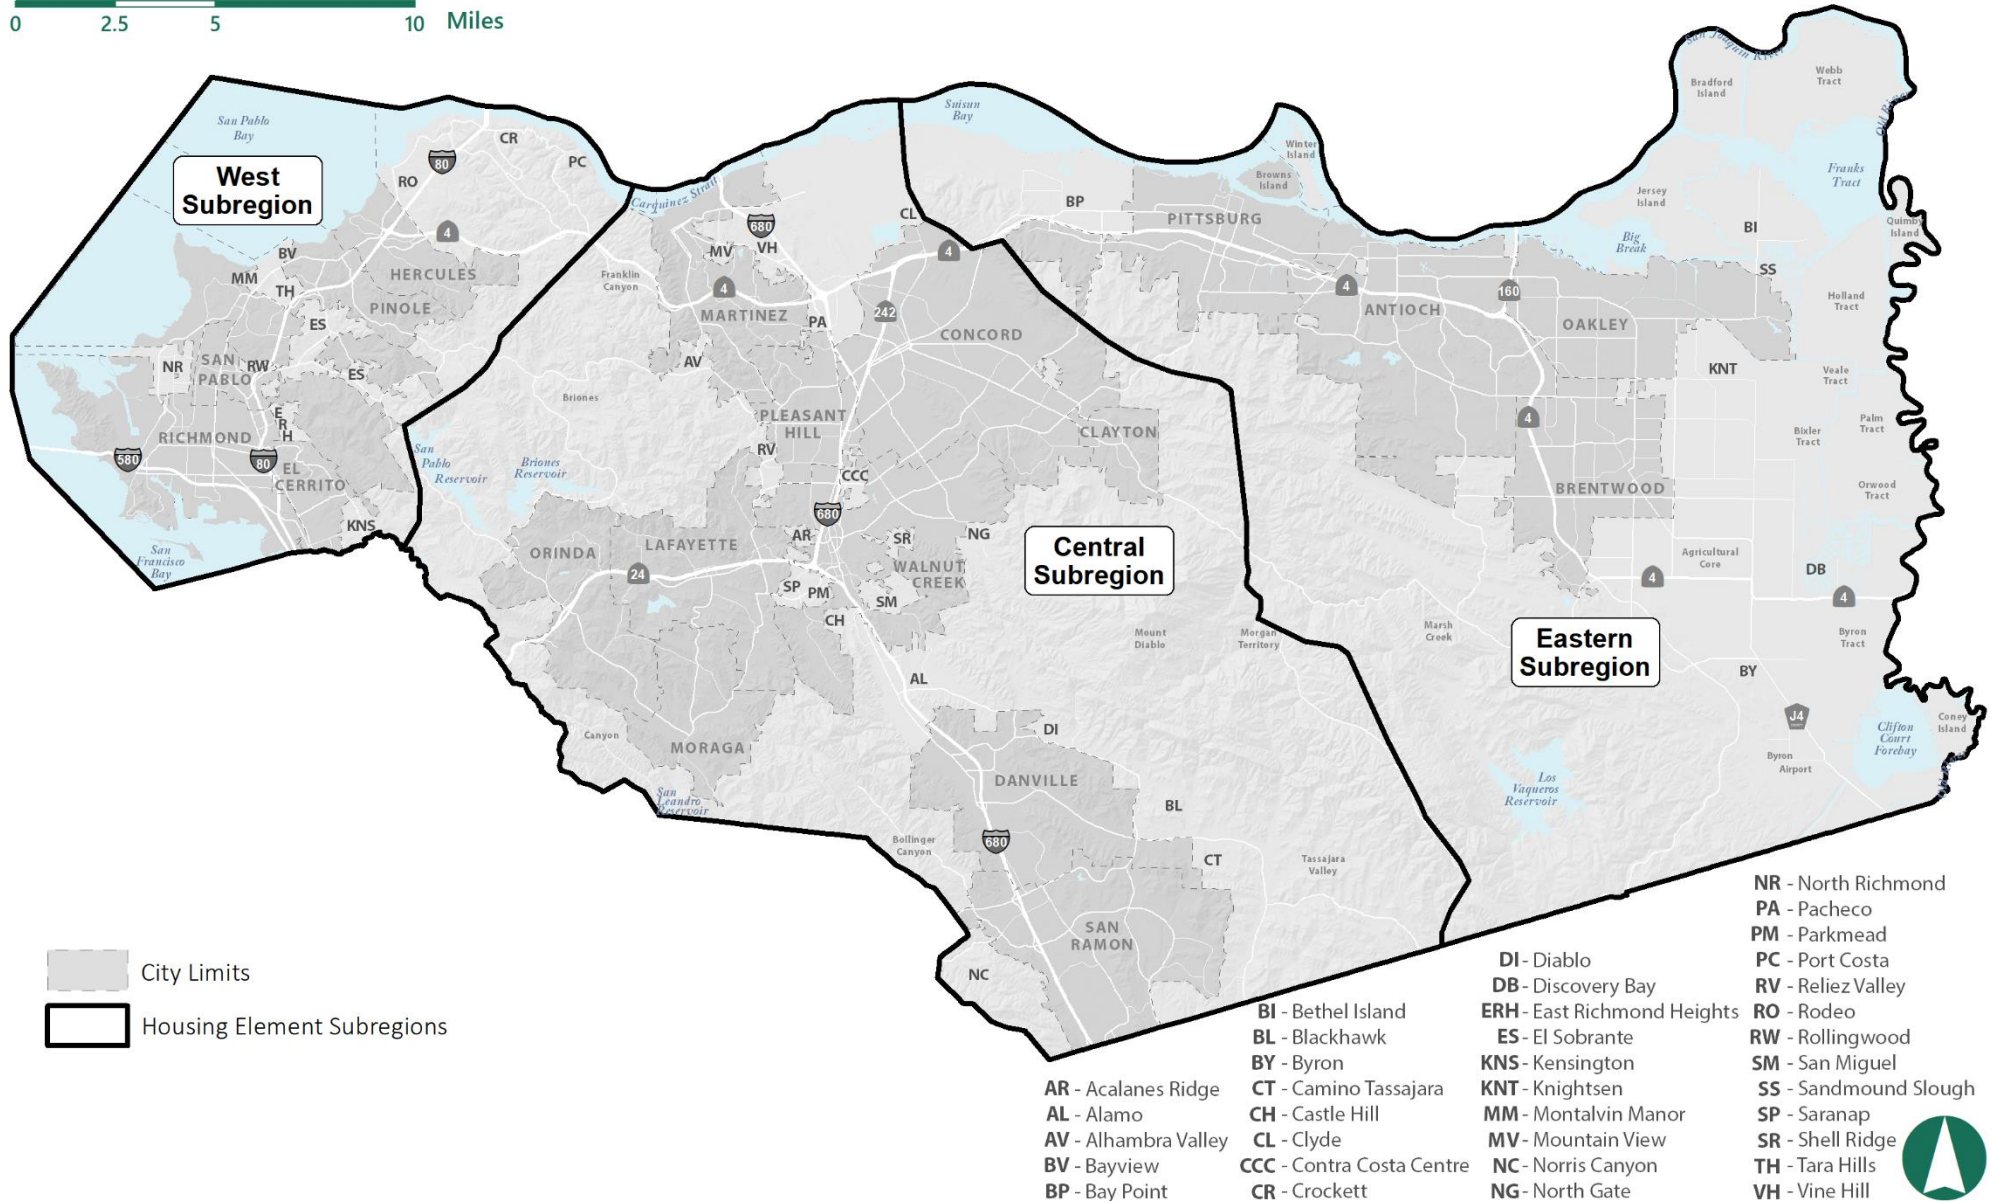 0 2.5 5 10 Miles
San Pablo
Bay
West
Subregion
80
CR
PC
RO
4
BV
HERCULES
MM
TH
PINOLE
ES
SAN
PABLO
NR
RW
ES
E
R
H
RICHMOND
580
80
EL
CERRITO
KNS
San
Francisco
Bay
Carquinez Strait
680
MV
VH
CL
4
Franklin
Canyon
4
MARTINEZ
PA
242
CONCORD
AV
Briones
PLEASANT
HILL
CLAYTON
San
Pablo
Reservoir
Briones
Reservoir
RV
CCC
680
ORINDA
LAFAYETTE
AR
SR
NG
24
WALNUT
CREEK
SP
PM
SM
CH
Central
Subregion
Mount
Diablo
Morgan
Territory
AL
Canyon
MORAGA
DI
DANVILLE
San
Leandro
Reservoir
BL
Bollinger
Canyon
680
CT
Tassajara
Valley
SAN
RAMON
NC
Suisun
Bay
Winter
Island
Browns
Island
BP
PITTSBURG
San Joaquin River
Bradford
Island
Webb
Tract
Old River
Franks
Tract
Jersey
Island
Quimby
Island
BI
Big
Break
SS
4
160
ANTIOCH
OAKLEY
Holland
Tract
KNT
Veale
Tract
4
Palm
Tract
Bixler
Tract
BRENTWOOD
Orwood
Tract
Agricultural
Core
DB
4
4
Marsh
Creek
Eastern
Subregion
Byron
Tract
BY
J4
Coney
Island
Clifton
Court
Forebay
Byron
Airport
Los
Vaqueros
Reservoir
City Limits
Housing Element Subregions
AR - Acalanes Ridge
AL - Alamo
AV - Alhambra Valley
BV - Bayview
BP - Bay Point
BI - Bethel Island
BL - Blackhawk
BY - Byron
CT - Camino Tassajara
CH - Castle Hill
CL - Clyde
CCC - Contra Costa Centre
CR - Crockett
DI - Diablo
DB - Discovery Bay
ERH - East Richmond Heights
ES - El Sobrante
KNS - Kensington
KNT - Knightsen
MM - Montalvin Manor
MV - Mountain View
NC - Norris Canyon
NG - North Gate
NR - North Richmond
PA - Pacheco
PM - Parkmead
PC - Port Costa
RV - Reliez Valley
RO - Rodeo
RW - Rollingwood
SM - San Miguel
SS - Sandmound Slough
SP - Saranap
SR - Shell Ridge
TH - Tara Hills
VH - Vine Hill